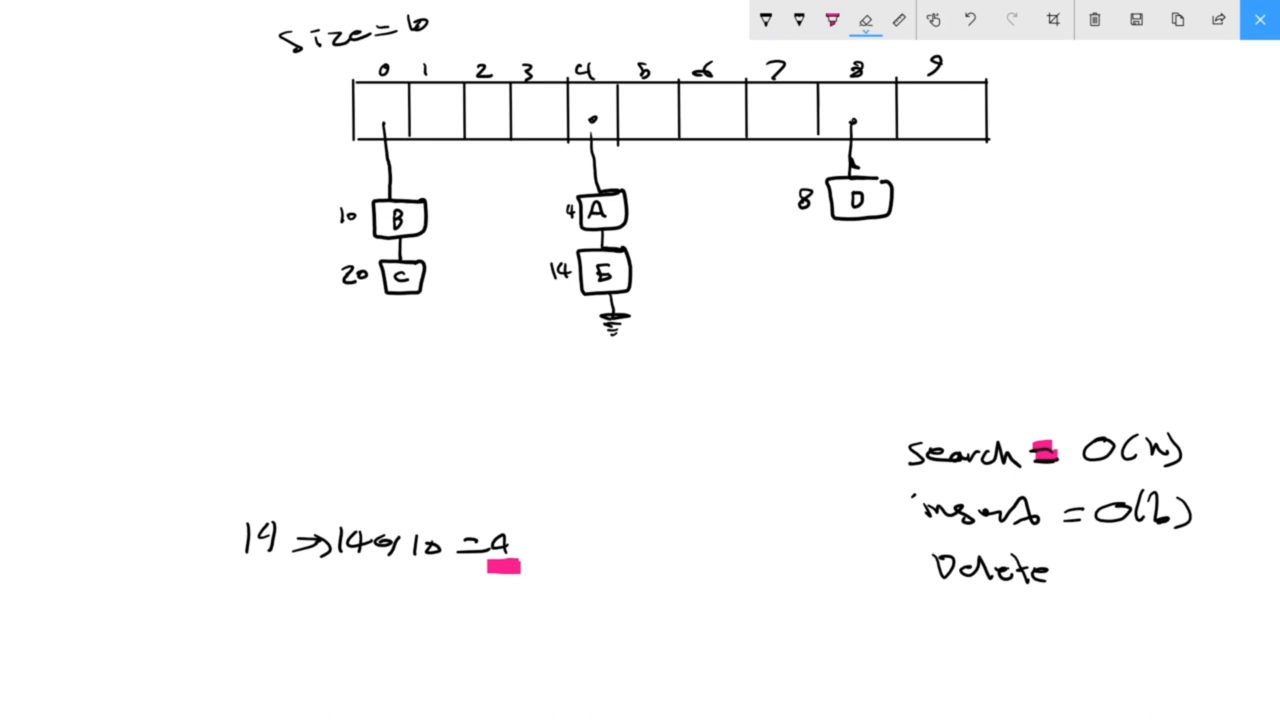 size=10
0 1 2 3 4 5 6 7 8 9
10 B 4 A 8 D
20 C 14 E
search = O(n)
insert = O(1)
14 → 14 % 10 = 4
Delete